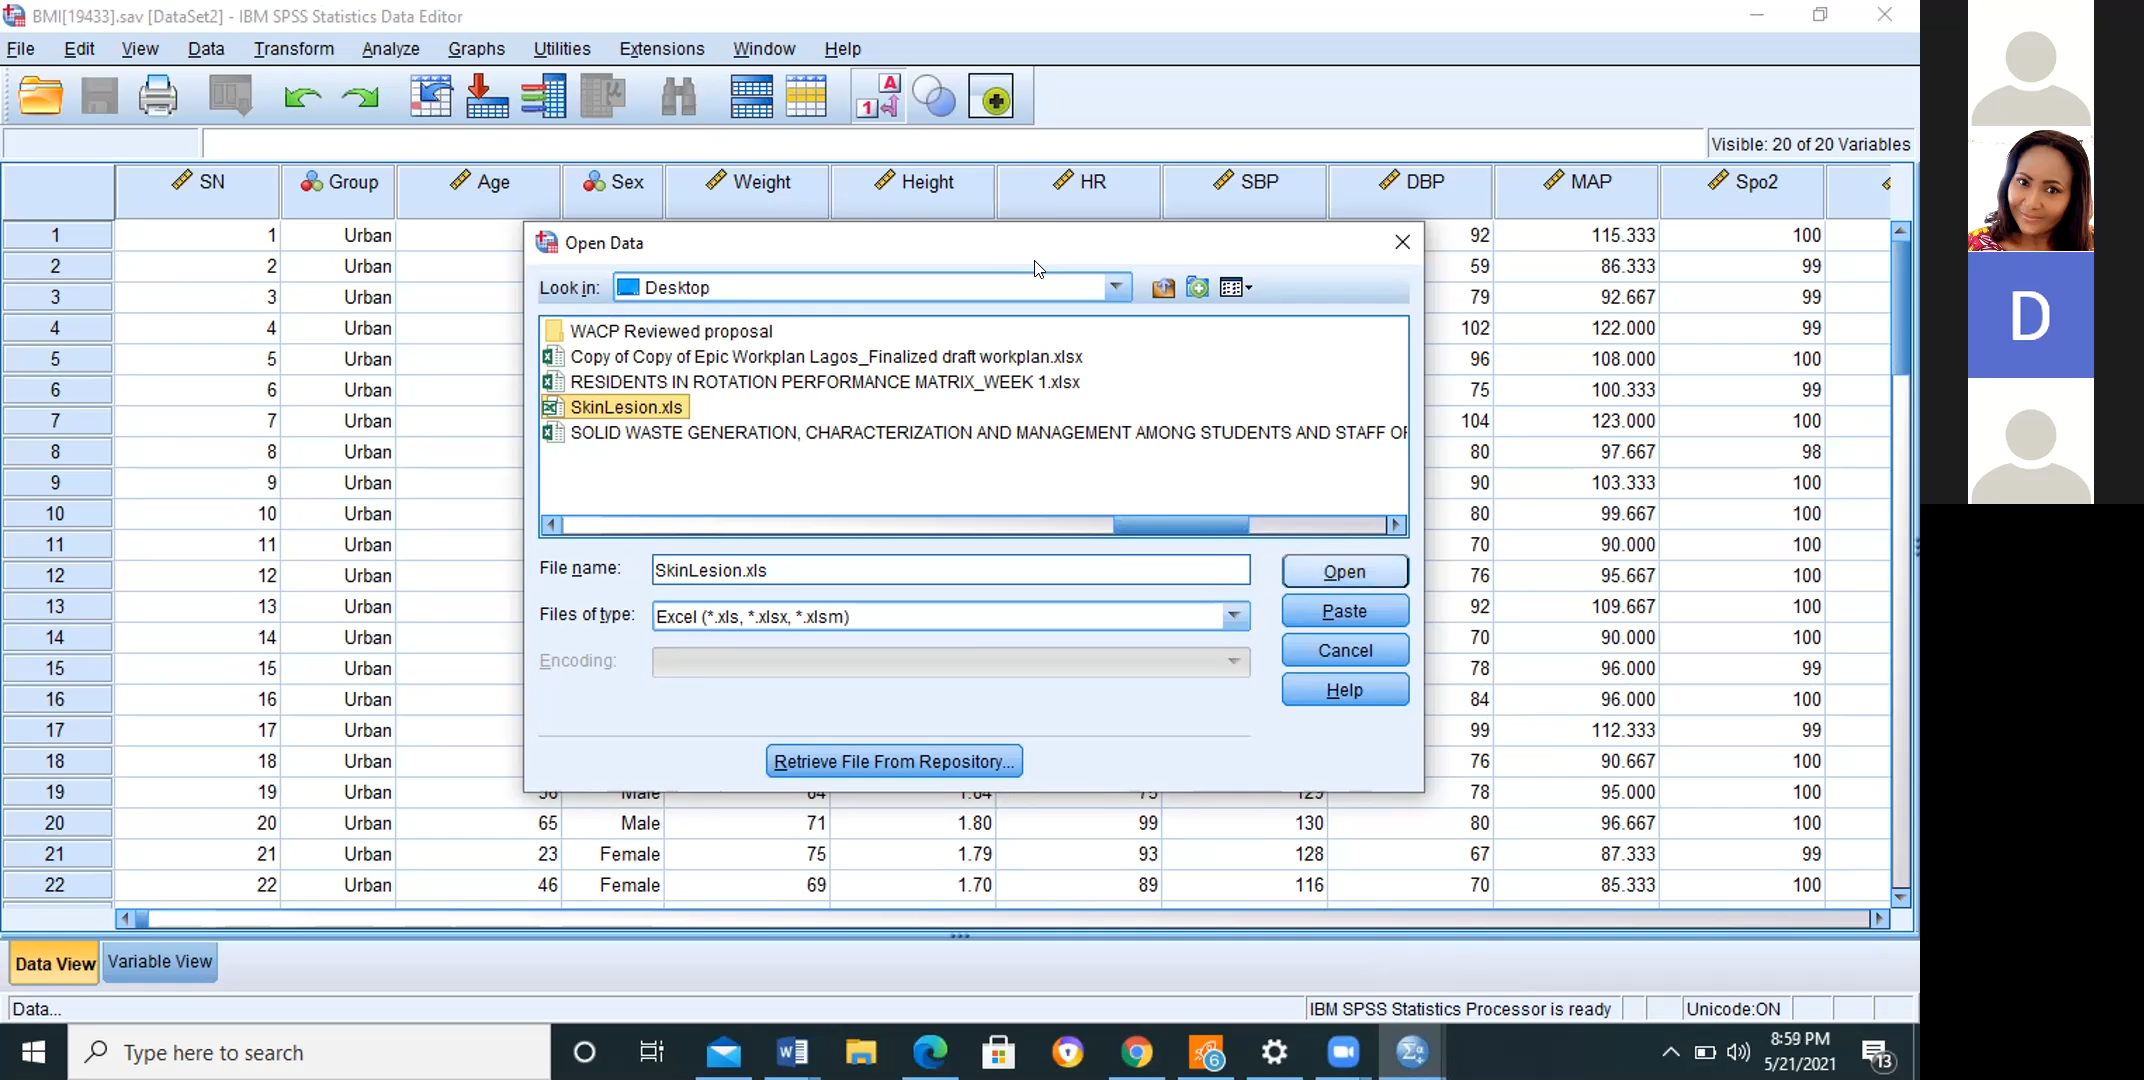 BMI[19433].sav [DataSet2] - IBM SPSS Statistics Data Editor
File Edit View Data Transform Analyze Graphs Utilities Extensions Window Help
Visible: 20 of 20 Variables
SN Group Age Sex Weight Height HR SBP DBP MAP Spo2
Open Data
Look in: Desktop
WACP Reviewed proposal
Copy of Copy of Epic Workplan Lagos_Finalized draft workplan.xlsx
RESIDENTS IN ROTATION PERFORMANCE MATRIX_WEEK 1.xlsx
SkinLesion.xls
SOLID WASTE GENERATION, CHARACTERIZATION AND MANAGEMENT AMONG STUDENTS AND STAFF OF
File name: SkinLesion.xls
Files of type: Excel (*.xls, *.xlsx, *.xlsm)
Encoding:
Open
Paste
Cancel
Help
Retrieve File From Repository...
1 1 Urban 92 115.333 100
2 2 Urban 59 86.333 99
3 3 Urban 79 92.667 99
4 4 Urban 102 122.000 99
5 5 Urban 96 108.000 100
6 6 Urban 75 100.333 99
7 7 Urban 104 123.000 100
8 8 Urban 80 97.667 98
9 9 Urban 90 103.333 100
10 10 Urban 80 99.667 100
11 11 Urban 70 90.000 100
12 12 Urban 76 95.667 100
13 13 Urban 92 109.667 100
14 14 Urban 70 90.000 100
15 15 Urban 78 96.000 99
16 16 Urban 84 96.000 100
17 17 Urban 99 112.333 99
18 18 Urban 76 90.667 100
19 19 Urban Male 78 95.000 100
20 20 Urban 65 Male 71 1.80 99 130 80 96.667 100
21 21 Urban 23 Female 75 1.79 93 128 67 87.333 99
22 22 Urban 46 Female 69 1.70 89 116 70 85.333 100
Data View Variable View
Data... IBM SPSS Statistics Processor is ready Unicode:ON
Type here to search
6
8:59 PM
5/21/2021
13
D